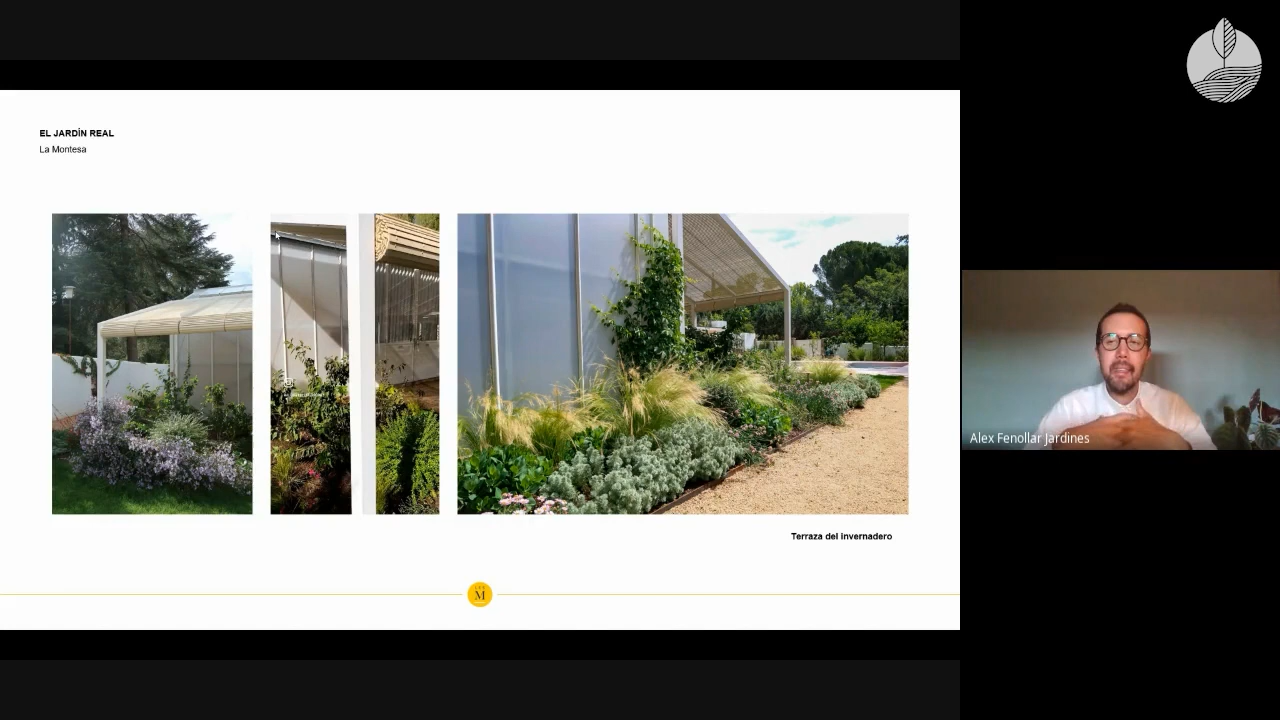 EL JARDÍN REAL
La Montesa
Terraza del invernadero
M
Alex Fenollar Jardines